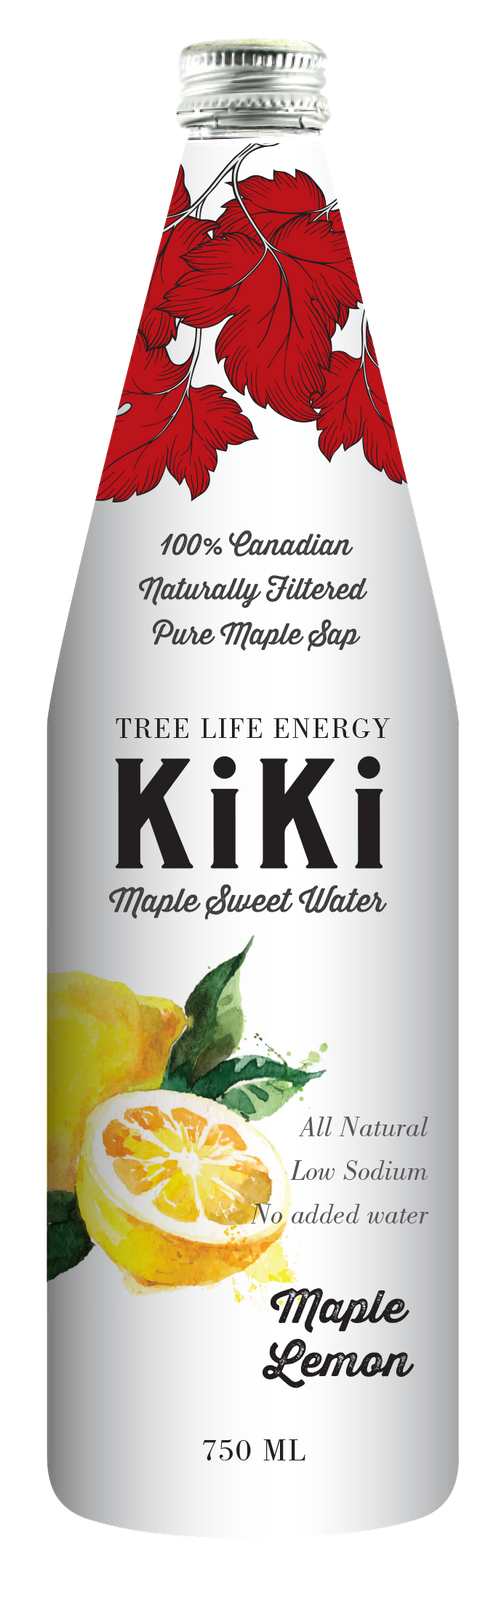 100% Canadian
Naturally Filtered
Pure Maple Sap
TREE LIFE ENERGY
KiKi
Maple Sweet Water
All Natural
Low Sodium
No added water
Maple
Lemon
750 ML